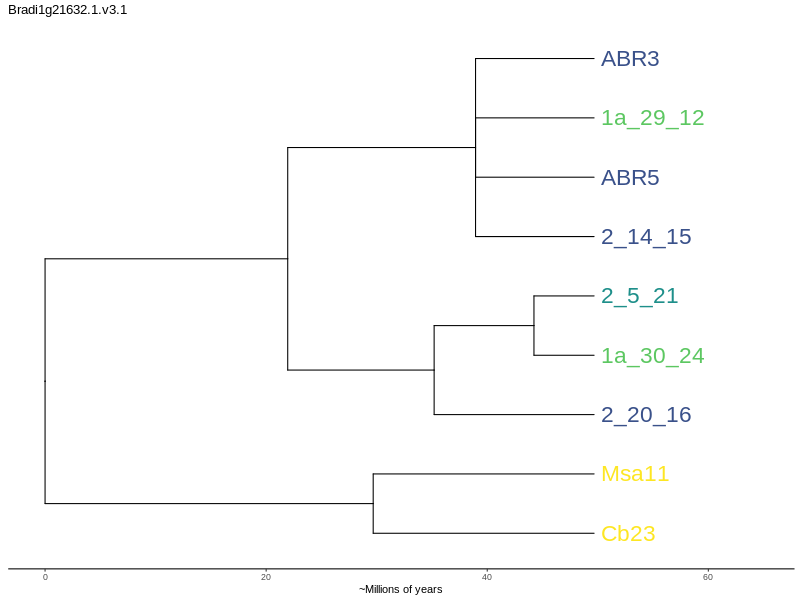 Bradi1g21632.1.v3.1
ABR3
1a_29_12
ABR5
2_14_15
2_5_21
1a_30_24
2_20_16
Msa11
Cb23
0 20 40 60
~Millions of years